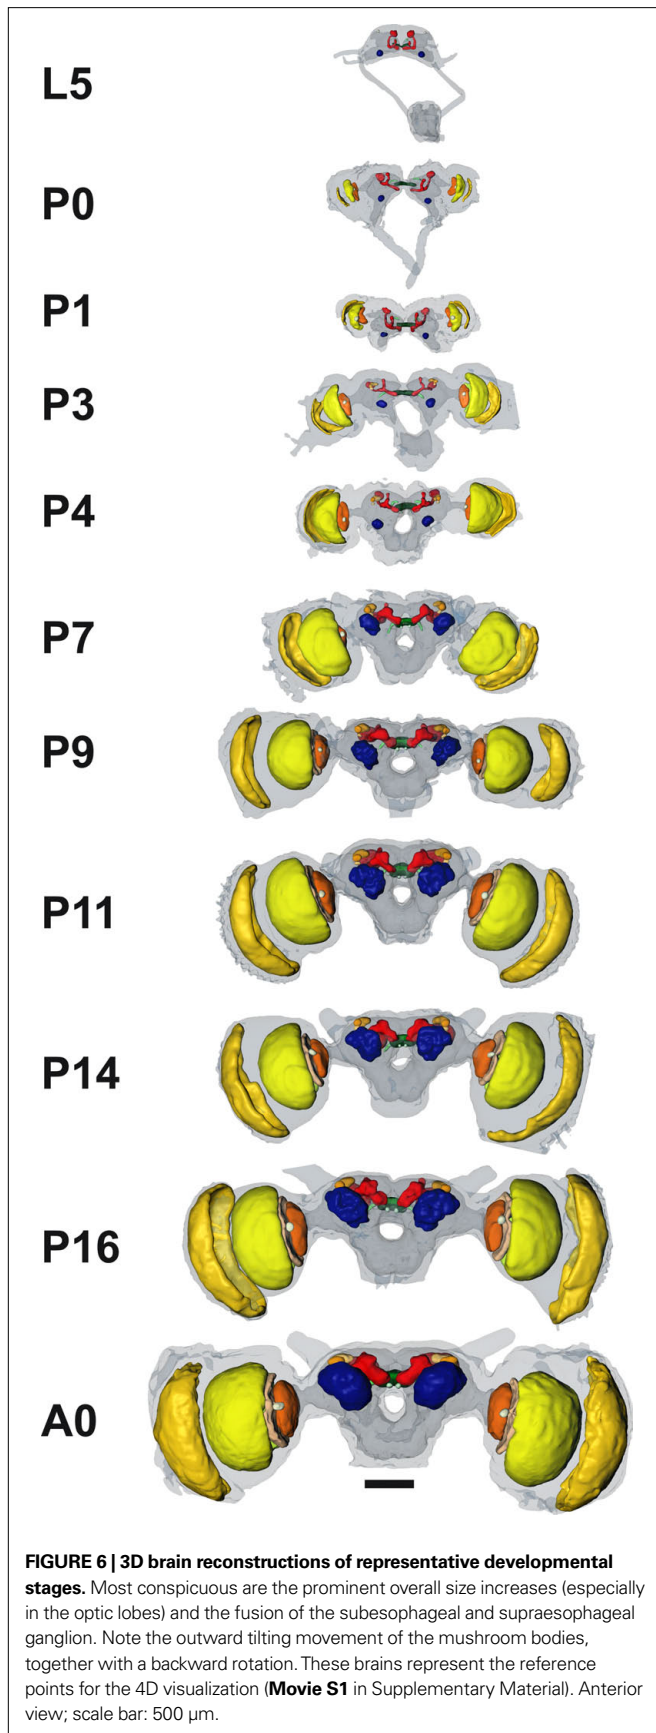 L5
P0
P1
P3
P4
P7
P9
P11
P14
P16
A0
FIGURE 6 | 3D brain reconstructions of representative developmental
stages. Most conspicuous are the prominent overall size increases (especially
in the optic lobes) and the fusion of the subesophageal and supraesophageal
ganglion. Note the outward tilting movement of the mushroom bodies,
together with a backward rotation. These brains represent the reference
points for the 4D visualization (Movie S1 in Supplementary Material). Anterior
view; scale bar: 500 μm.